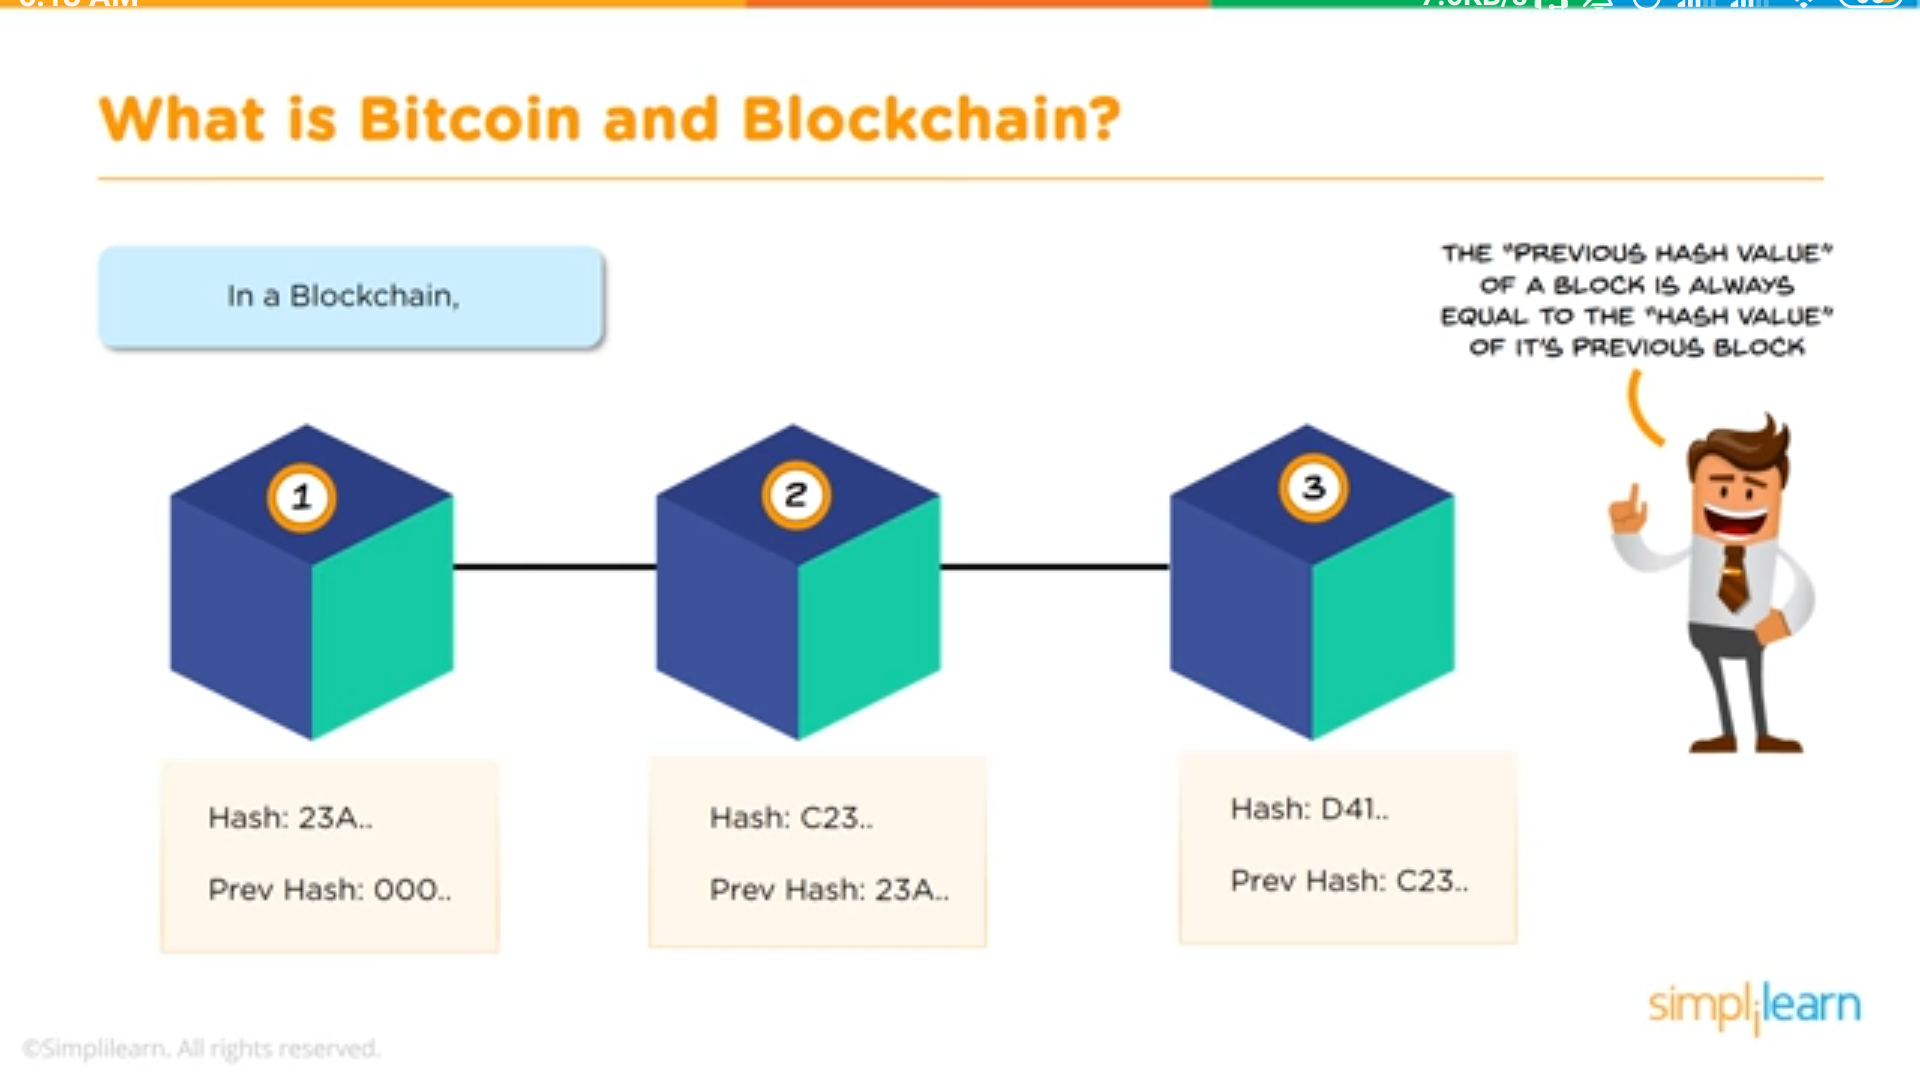 What is Bitcoin and Blockchain?
In a Blockchain,
THE "PREVIOUS HASH VALUE"
OF A BLOCK IS ALWAYS
EQUAL TO THE "HASH VALUE"
OF IT'S PREVIOUS BLOCK
1
2
3
Hash: 23A..
Prev Hash: 000..
Hash: C23..
Prev Hash: 23A..
Hash: D41..
Prev Hash: C23..
simplilearn
©Simplilearn. All rights reserved.